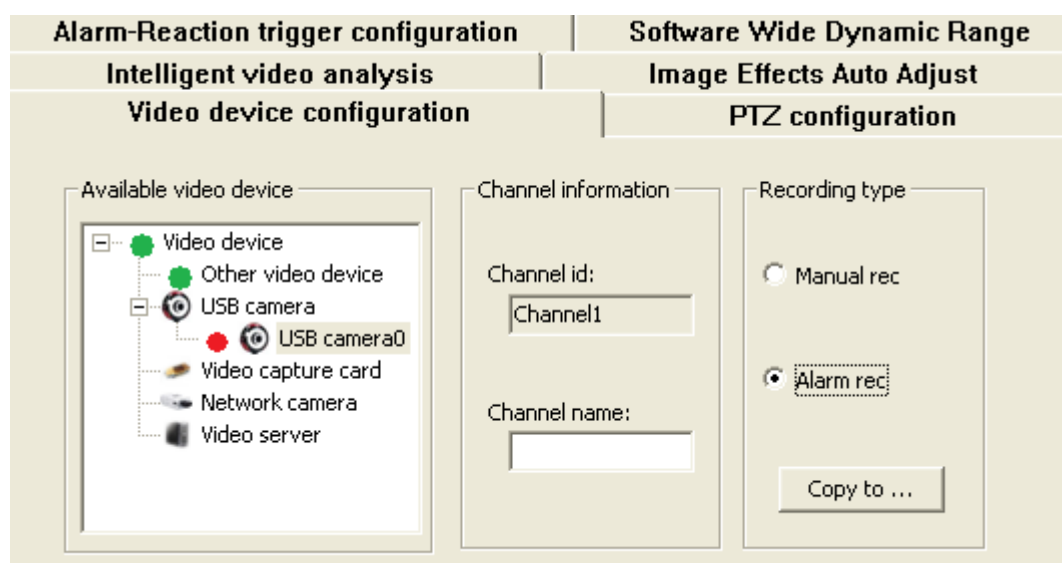 Alarm-Reaction trigger configuration
Software Wide Dynamic Range
Intelligent video analysis
Image Effects Auto Adjust
Video device configuration
PTZ configuration
Available video device
Video device
Other video device
USB camera
USB camera0
Video capture card
Network camera
Video server
Channel information
Channel id:
Channel1
Channel name:
Recording type
Manual rec
Alarm rec
Copy to ...